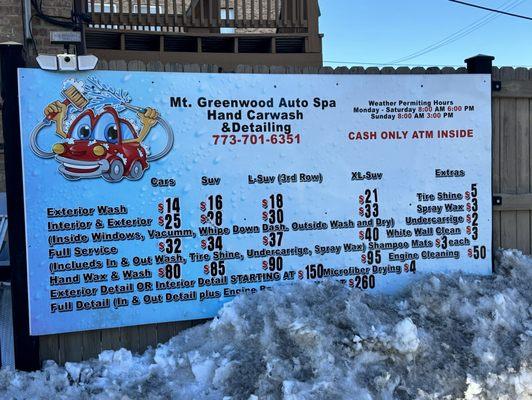 Mt. Greenwood Auto Spa
Hand Carwash
&Detailing
773-701-6351
Weather Permiting Hours
Monday - Saturday 8:00 AM 6:00 PM
Sunday 8:00 AM 3:00 PM
CASH ONLY ATM INSIDE
Cars Suv L-Suv (3rd Row) XL-Suv Extras
Exterior Wash $14 $16 $18 $21 Tire Shine $5
Interior & Exterior $25 $28 $30 $33 Spray Wax $3
(Inside Windows, Vacumm, Whipe Down Dash, Outside Wash and Dry) Undercarrige $2
Full Service $32 $34 $37 $40 White Wall Clean $3
(Includeds In & Out Wash, Tire Shine, Undercarrige, Spray Wax) Shampoo Mats $3 each
Hand Wax & Wash $80 $85 $90 $95 Engine Cleaning $50
Exterior Detail OR Interior Detail STARTING AT $150 Microfiber Drying $4
Full Detail (In & Out Detail plus Engine $260